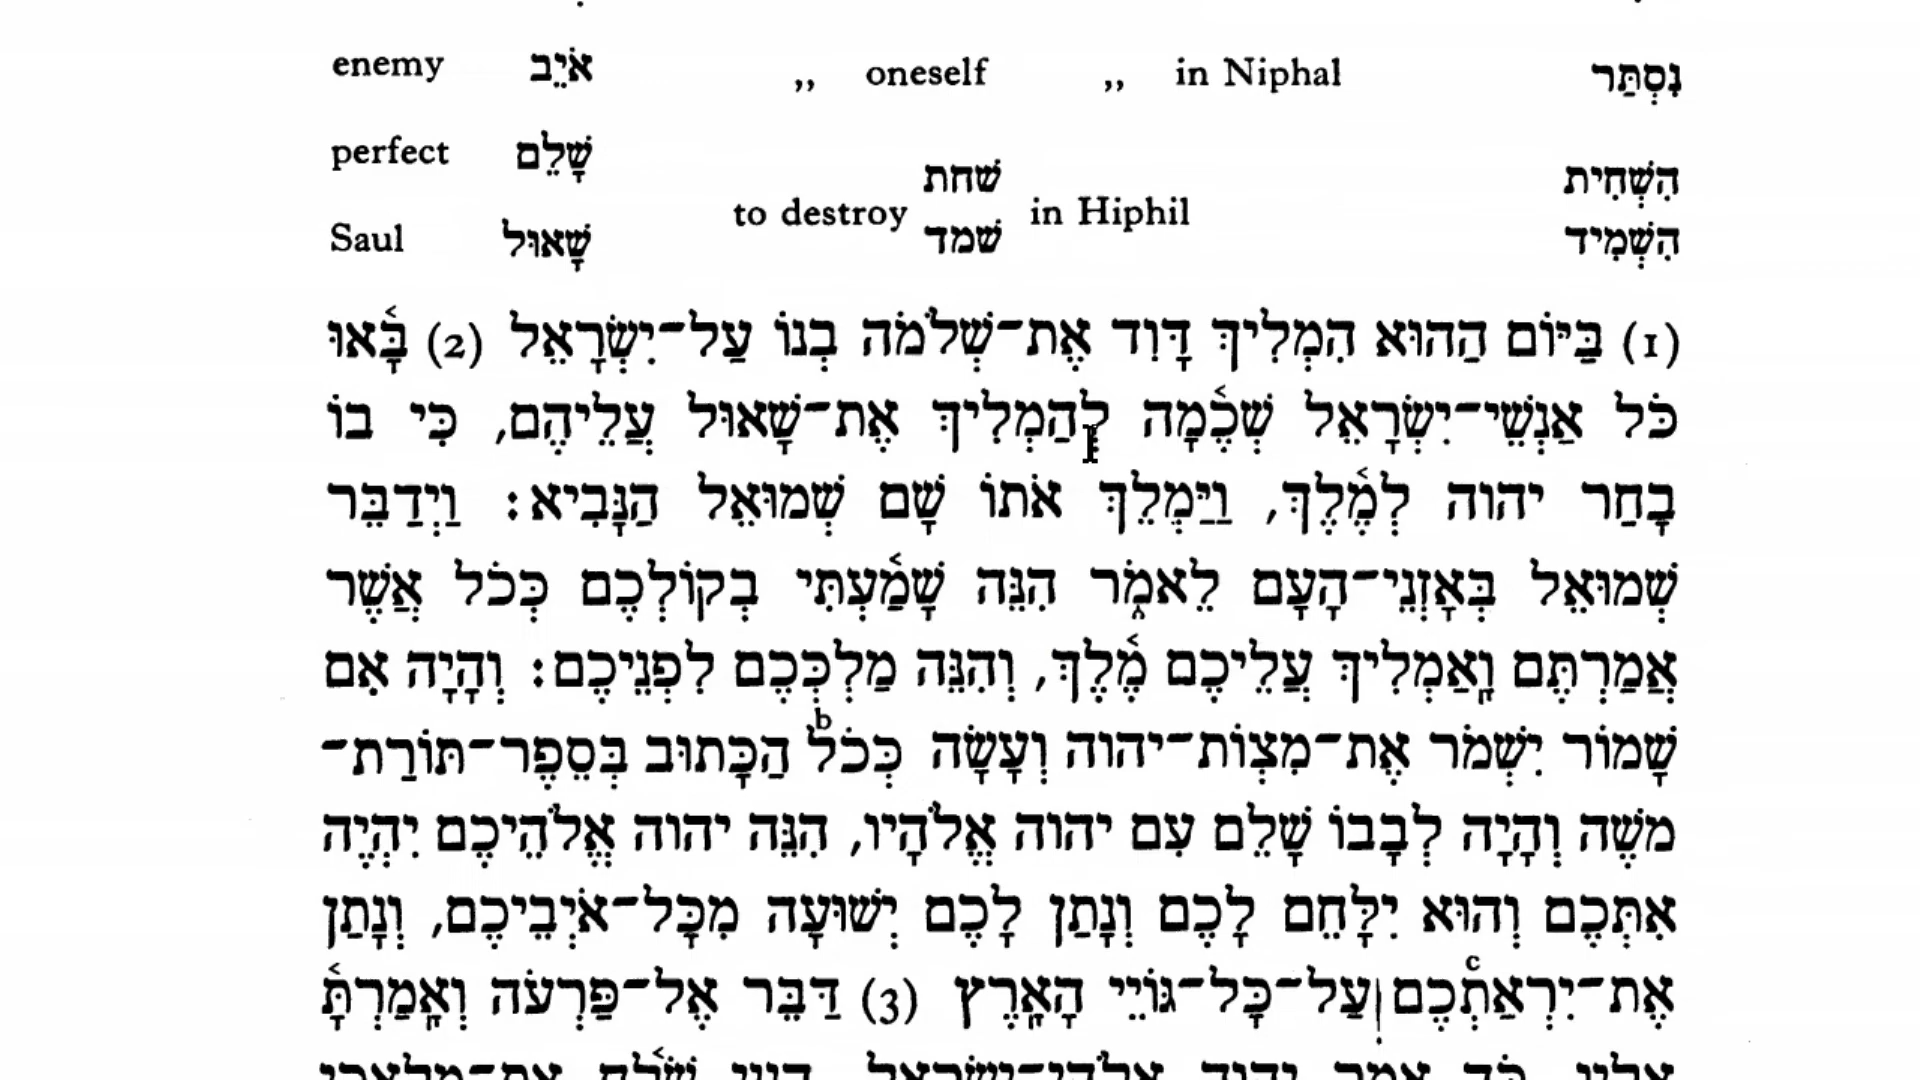 enemy אֹיֵב ,, oneself ,, in Niphal נִסְתַּר
perfect שָׁלֵם
to destroy שחת שמד in Hiphil הִשְׁחִית הִשְׁמִיד
Saul שָׁאוּל
(1) בַּיּוֹם הַהוּא הִמְלִיךְ דָּוִד אֶת־שְׁלֹמֹה בְנוֹ עַל־יִשְׂרָאֵל (2) בָּ֫אוּ
כֹּל אַנְשֵׁי־יִשְׂרָאֵל שְׁכֶ֫מָה לְהַמְלִיךְ אֶת־שָׁאוּל עֲלֵיהֶם, כִּי בוֹ
בָחַר יהוה לְמֶ֫לֶךְ, וַיַּמְלֵךְ אֹתוֹ שָׁם שְׁמוּאֵל הַנָּבִיא: וַיְדַבֵּר
שְׁמוּאֵל בְּאָזְנֵי־הָעָם לֵאמֹ֑ר הִנֵּה שָׁמַ֫עְתִּי בְקוֹלְכֶם כְּכֹל אֲשֶׁר
אֲמַרְתֶּם וָֽאַמְלִיךְ עֲלֵיכֶם מֶ֫לֶךְ, וְהִנֵּה מַלְכְּכֶם לִפְנֵיכֶם: וְהָיָה אִם
שָׁמוֹר יִשְׁמֹר אֶת־מִצְוֹת־יהוה וְעָשָׂה כְּכֹל b הַכָּתוּב בְּסֵפֶר־תּוֹרַת־
משֶׁה וְהָיָה לְבָבוֹ שָׁלֵם עִם יהוה אֱלֹהָיו, הִנֵּה יהוה אֱלֹהֵיכֶם יִהְיֶה
אִתְּכֶם וְהוּא יִלָּחֵם לָכֶם וְנָתַן לָכֶם יְשׁוּעָה מִכָּל־אֹיְבֵיכֶם, וְנָתַן
אֶת־יִרְאַתְכֶם c עַל־כָּל־גּוֹיֵי הָאָֽרֶץ (3) דַּבֵּר אֶל־פַּרְעֹה וְאָֽמַרְתָּ֫